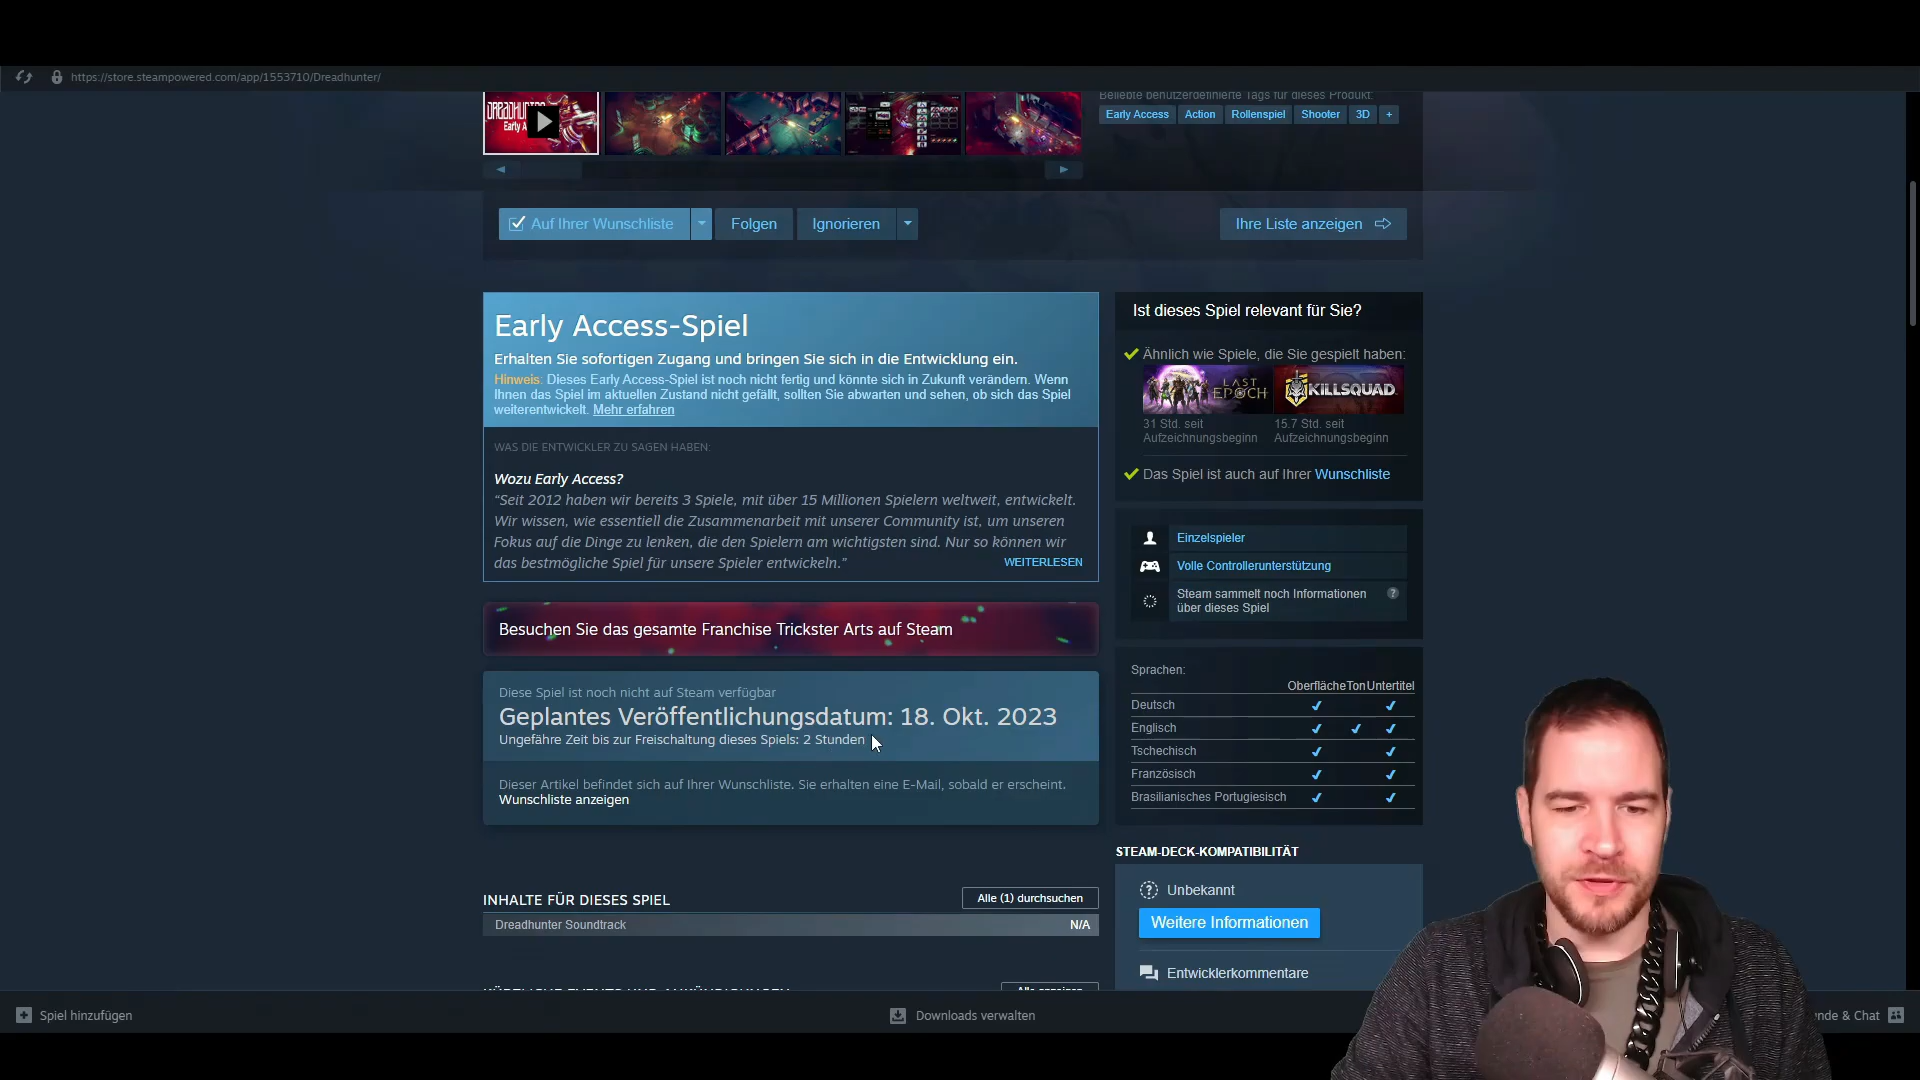 https://store.steampowered.com/app/1553710/Dreadhunter/
Beliebte benutzerdefinierte Tags für dieses Produkt:
Early Access
Action
Rollenspiel
Shooter
3D
+
Auf Ihrer Wunschliste
Folgen
Ignorieren
Ihre Liste anzeigen
Early Access-Spiel
Erhalten Sie sofortigen Zugang und bringen Sie sich in die Entwicklung ein.
Hinweis: Dieses Early Access-Spiel ist noch nicht fertig und könnte sich in Zukunft verändern. Wenn
Ihnen das Spiel im aktuellen Zustand nicht gefällt, sollten Sie abwarten und sehen, ob sich das Spiel
weiterentwickelt. Mehr erfahren
WAS DIE ENTWICKLER ZU SAGEN HABEN:
Wozu Early Access?
“Seit 2012 haben wir bereits 3 Spiele, mit über 15 Millionen Spielern weltweit, entwickelt.
Wir wissen, wie essentiell die Zusammenarbeit mit unserer Community ist, um unseren
Fokus auf die Dinge zu lenken, die den Spielern am wichtigsten sind. Nur so können wir
das bestmögliche Spiel für unsere Spieler entwickeln.”
WEITERLESEN
Besuchen Sie das gesamte Franchise Trickster Arts auf Steam
Diese Spiel ist noch nicht auf Steam verfügbar
Geplantes Veröffentlichungsdatum: 18. Okt. 2023
Ungefähre Zeit bis zur Freischaltung dieses Spiels: 2 Stunden
Dieser Artikel befindet sich auf Ihrer Wunschliste. Sie erhalten eine E-Mail, sobald er erscheint.
Wunschliste anzeigen
INHALTE FÜR DIESES SPIEL
Alle (1) durchsuchen
Dreadhunter Soundtrack
N/A
Ist dieses Spiel relevant für Sie?
Ähnlich wie Spiele, die Sie gespielt haben:
LAST EPOCH
KILLSQUAD
31 Std. seit
Aufzeichnungsbeginn
15.7 Std. seit
Aufzeichnungsbeginn
Das Spiel ist auch auf Ihrer Wunschliste
Einzelspieler
Volle Controllerunterstützung
Steam sammelt noch Informationen
über dieses Spiel
?
Sprachen:
Oberfläche Ton Untertitel
Deutsch
Englisch
Tschechisch
Französisch
Brasilianisches Portugiesisch
STEAM-DECK-KOMPATIBILITÄT
? Unbekannt
Weitere Informationen
Entwicklerkommentare
Spiel hinzufügen
Downloads verwalten
nde & Chat